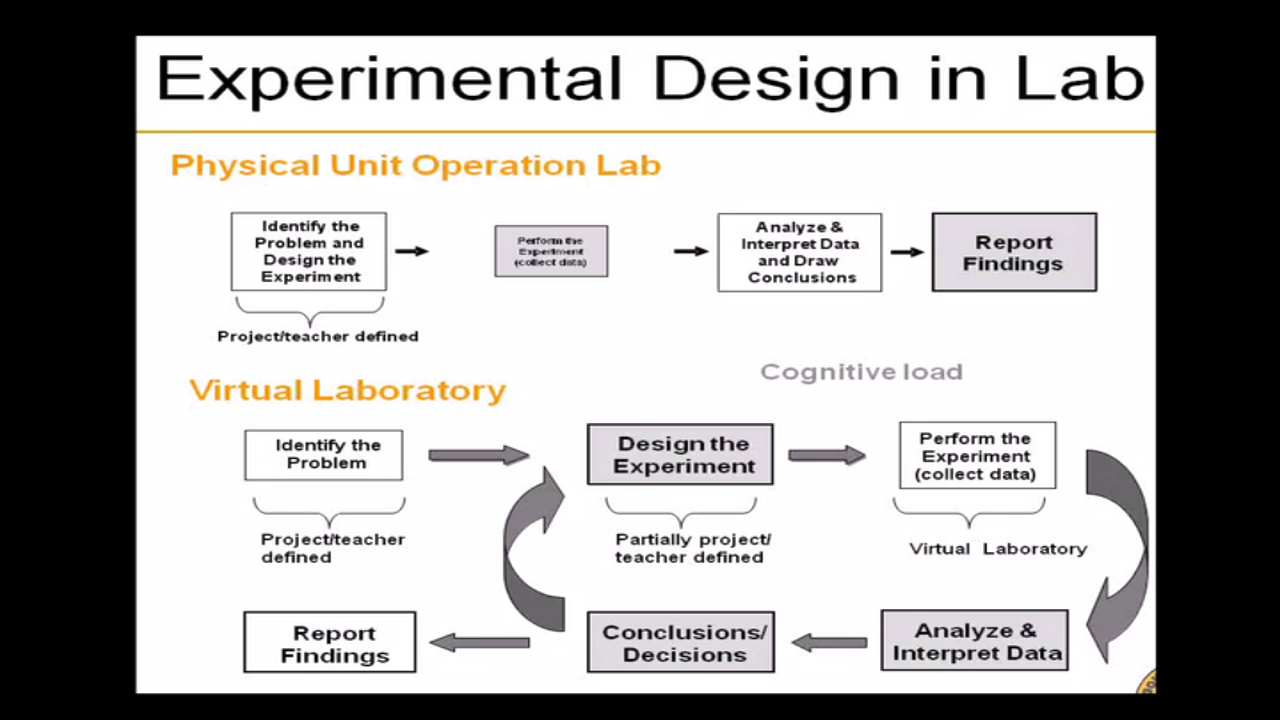 Experimental Design in Lab
Physical Unit Operation Lab
Identify the
Problem and
Design the
Experiment
Perform the
Experiment
(collect data)
Analyze &
Interpret Data
and Draw
Conclusions
Report
Findings
Project/teacher defined
Cognitive load
Virtual Laboratory
Identify the
Problem
Design the
Experiment
Perform the
Experiment
(collect data)
Project/teacher
defined
Partially project/
teacher defined
Virtual Laboratory
Report
Findings
Conclusions/
Decisions
Analyze &
Interpret Data